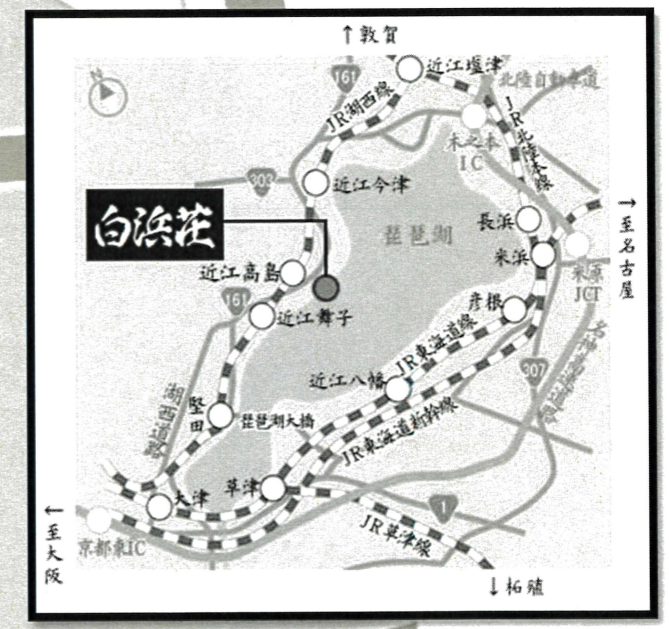 ↑敦賀
近江塩津
161
北陸自動車道
N
JR湖西線
JR北陸本線
木之本
IC
303
近江今津
→至名古屋
長浜
白浜荘
琵琶湖
米浜
米原
JCT
近江高島
161
彦根
近江舞子
JR東海道線
名神高速道路
307
近江八幡
湖西道路
堅田
琵琶湖大橋
JR東海道新幹線
草津
大津
1
←至大阪
京都東IC
JR草津線
↓柘殖